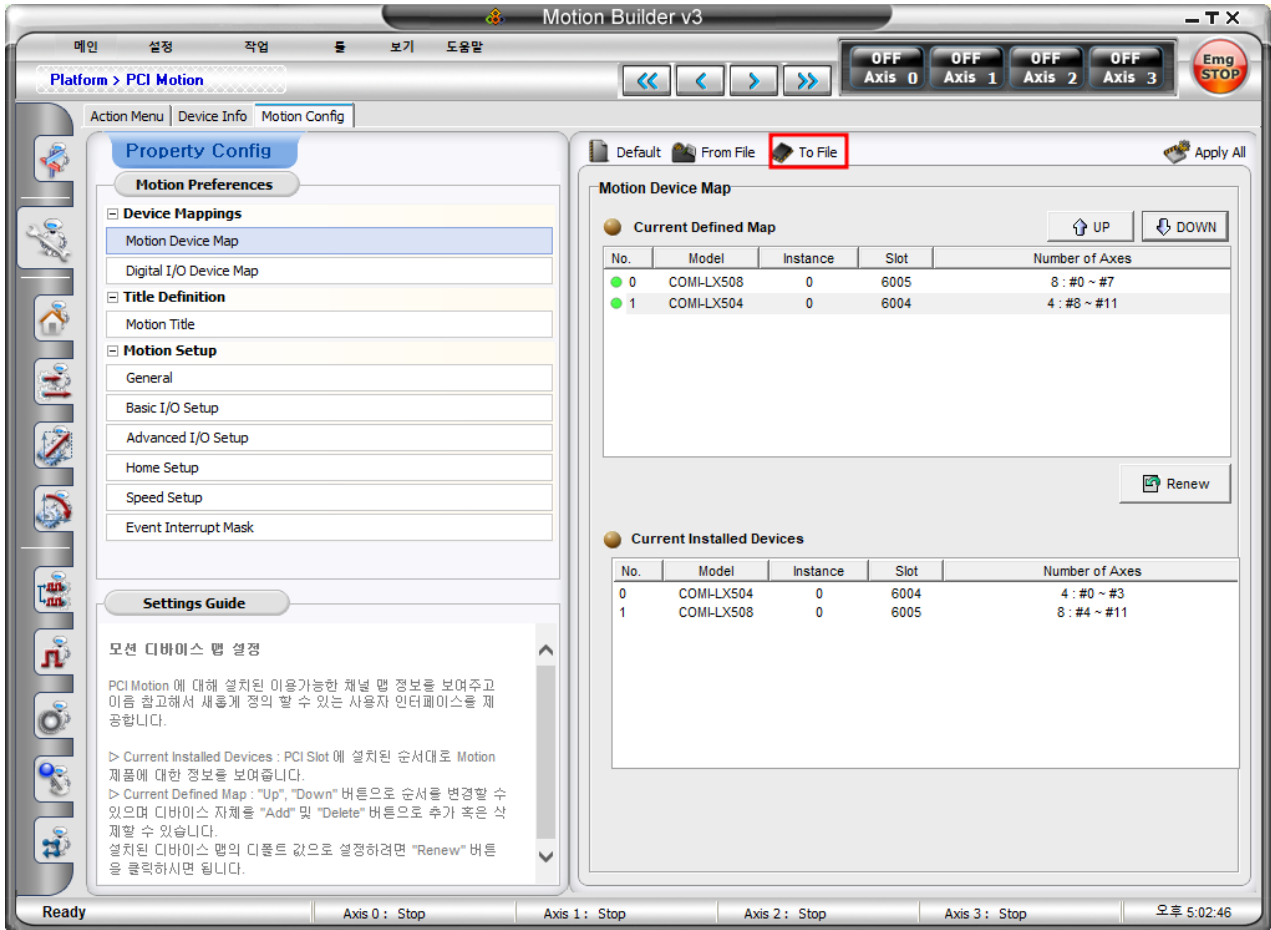 Motion Builder v3
메인 설정 작업 툴 보기 도움말
Platform > PCI Motion
OFF OFF OFF OFF
Axis 0 Axis 1 Axis 2 Axis 3
Emg STOP
Action Menu Device Info Motion Config
Property Config
Motion Preferences
Device Mappings
Motion Device Map
Digital I/O Device Map
Title Definition
Motion Title
Motion Setup
General
Basic I/O Setup
Advanced I/O Setup
Home Setup
Speed Setup
Event Interrupt Mask
Settings Guide
모션 디바이스 맵 설정
PCI Motion 에 대해 설치된 이용가능한 채널 맵 정보를 보여주고
이를 참고해서 새롭게 정의 할 수 있는 사용자 인터페이스를 제
공합니다.
▷ Current Installed Devices : PCI Slot 에 설치된 순서대로 Motion
제품에 대한 정보를 보여줍니다.
▷ Current Defined Map : "Up", "Down" 버튼으로 순서를 변경할 수
있으며 디바이스 자체를 "Add" 및 "Delete" 버튼으로 추가 혹은 삭
제할 수 있습니다.
설치된 디바이스 맵의 디폴트 값으로 설정하려면 "Renew" 버튼
을 클릭하시면 됩니다.
Default From File To File Apply All
Motion Device Map
Current Defined Map UP DOWN
No. Model Instance Slot Number of Axes
0 COMI-LX508 0 6005 8 : #0 ~ #7
1 COMI-LX504 0 6004 4 : #8 ~ #11
Renew
Current Installed Devices
No. Model Instance Slot Number of Axes
0 COMI-LX504 0 6004 4 : #0 ~ #3
1 COMI-LX508 0 6005 8 : #4 ~ #11
Ready Axis 0 : Stop Axis 1 : Stop Axis 2 : Stop Axis 3 : Stop 오후 5:02:46